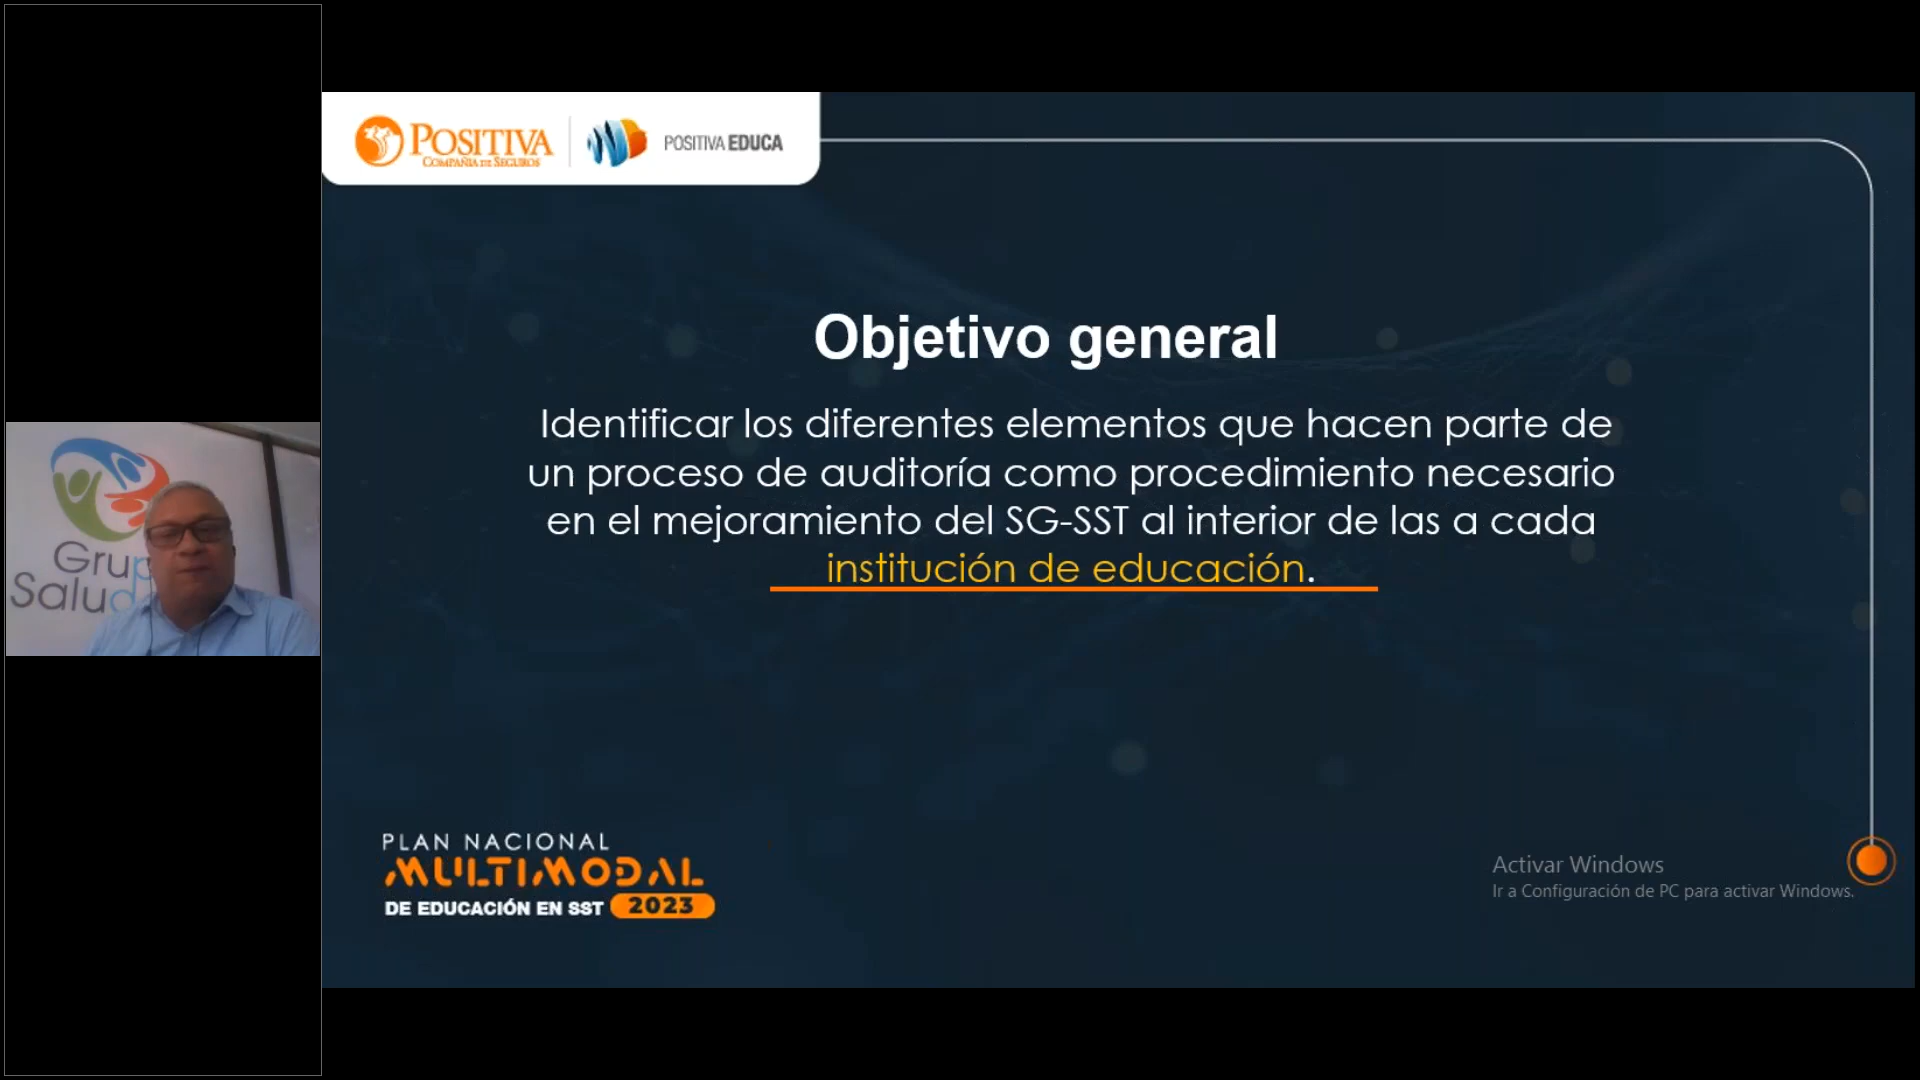 POSITIVA
COMPAÑIA DE SEGUROS
POSITIVA EDUCA
Objetivo general
Identificar los diferentes elementos que hacen parte de
un proceso de auditoría como procedimiento necesario
en el mejoramiento del SG-SST al interior de las a cada
institución de educación.
Grup
Salud
PLAN NACIONAL
MULTIMODAL
DE EDUCACIÓN EN SST 2023
Activar Windows
Ir a Configuración de PC para activar Windows.